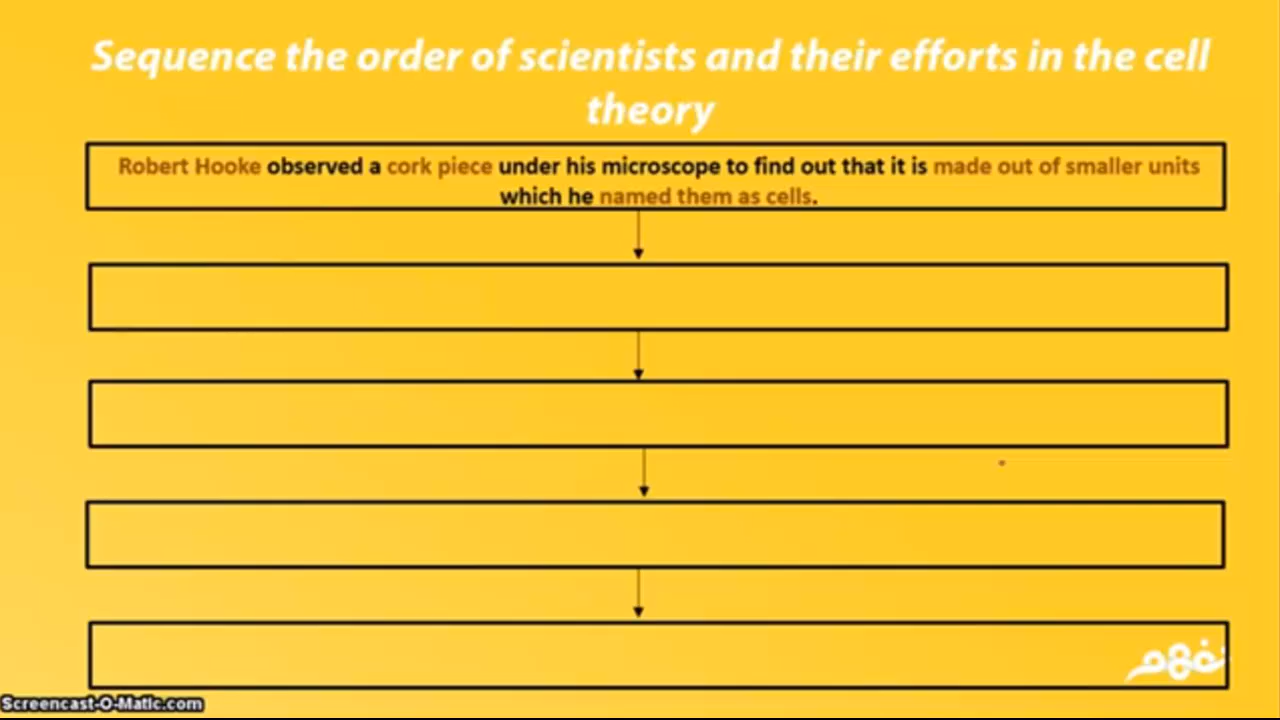 Sequence the order of scientists and their efforts in the cell
theory
Robert Hooke observed a cork piece under his microscope to find out that it is made out of smaller units
which he named them as cells.
نفهم
Screencast-O-Matic.com